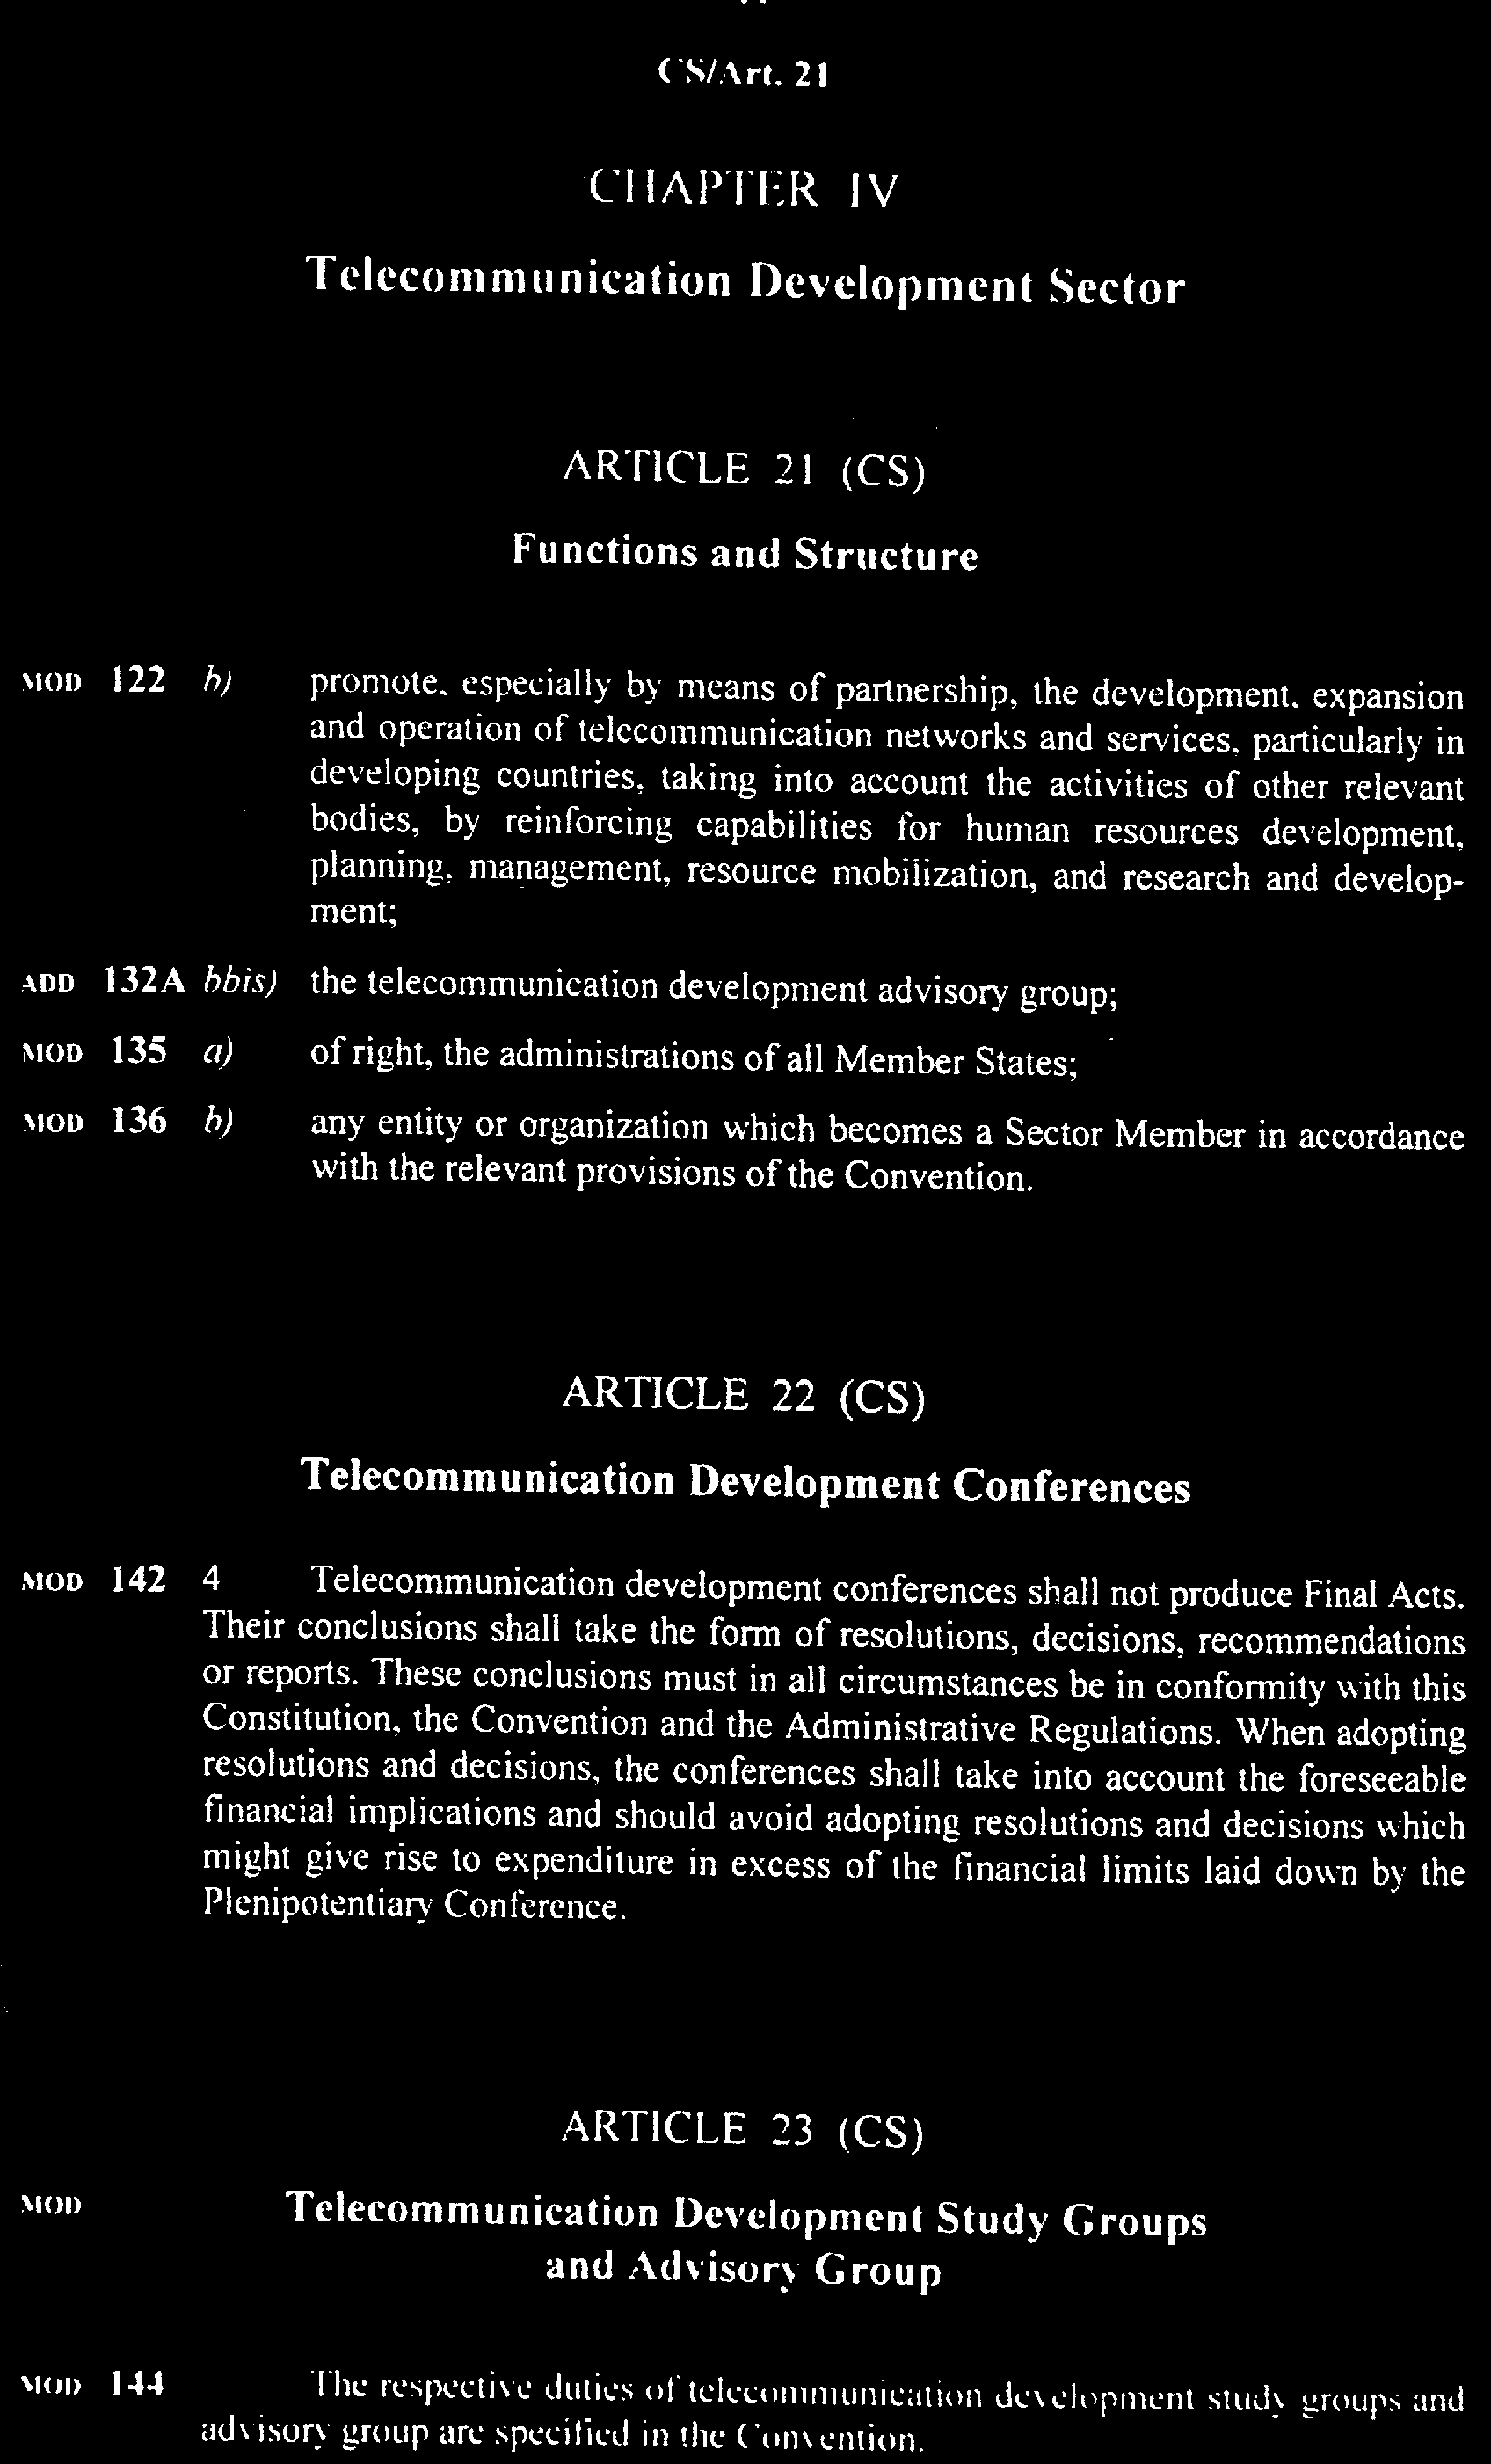 CS/Art. 21
CHAPTER IV
Telecommunication Development Sector
ARTICLE 21 (CS)
Functions and Structure
MOD 122 b) promote, especially by means of partnership, the development, expansion
and operation of telecommunication networks and services, particularly in
developing countries, taking into account the activities of other relevant
bodies, by reinforcing capabilities for human resources development,
planning, management, resource mobilization, and research and develop-
ment;
ADD 132A bbis) the telecommunication development advisory group;
MOD 135 a) of right, the administrations of all Member States;
MOD 136 b) any entity or organization which becomes a Sector Member in accordance
with the relevant provisions of the Convention.
ARTICLE 22 (CS)
Telecommunication Development Conferences
MOD 142 4 Telecommunication development conferences shall not produce Final Acts.
Their conclusions shall take the form of resolutions, decisions, recommendations
or reports. These conclusions must in all circumstances be in conformity with this
Constitution, the Convention and the Administrative Regulations. When adopting
resolutions and decisions, the conferences shall take into account the foreseeable
financial implications and should avoid adopting resolutions and decisions which
might give rise to expenditure in excess of the financial limits laid down by the
Plenipotentiary Conference.
ARTICLE 23 (CS)
MOD Telecommunication Development Study Groups
and Advisory Group
MOD 144 The respective duties of telecommunication development study groups and
advisory group are specified in the Convention.